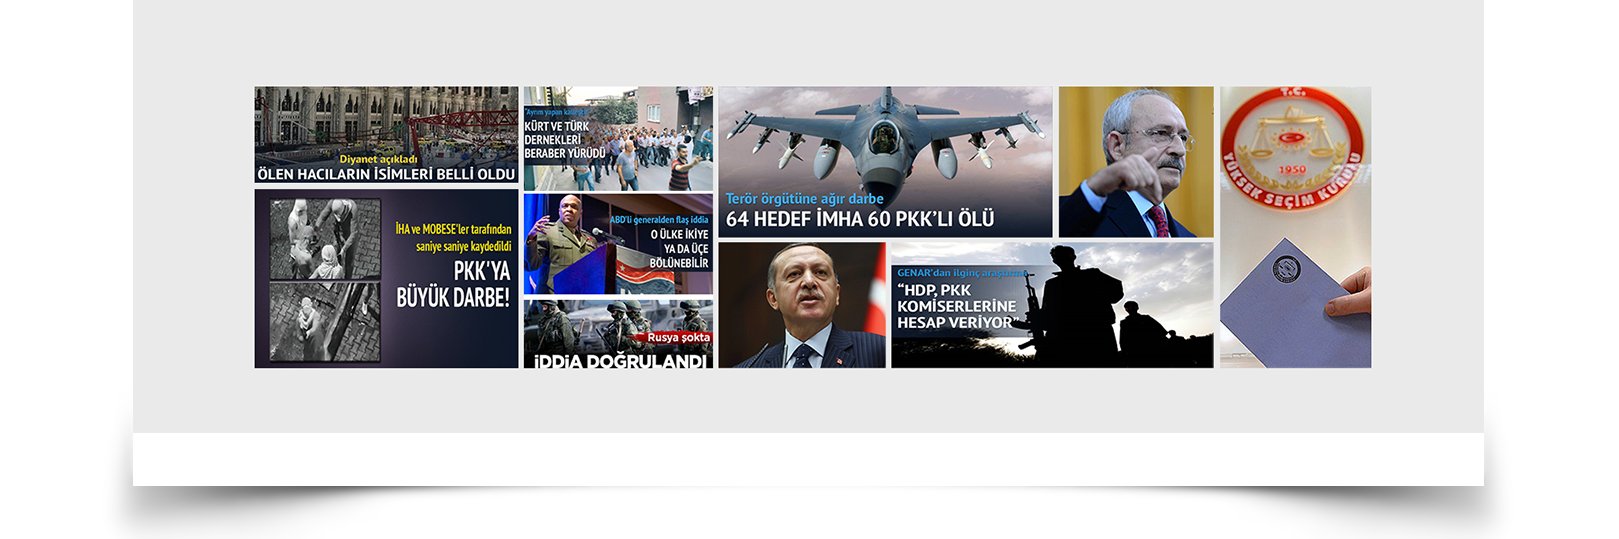 Diyanet açıkladı
ÖLEN HACILARIN İSİMLERİ BELLİ OLDU
İHA ve MOBESE'ler tarafından
saniye saniye kaydedildi
PKK'YA
BÜYÜK DARBE!
"Ayrım yapan kalleştir"
KÜRT VE TÜRK
DERNEKLERİ
BERABER YÜRÜDÜ
ABD'li generalden flaş iddia
O ÜLKE İKİYE
YA DA ÜÇE
BÖLÜNEBİLİR
Rusya şokta
İDDİA DOĞRULANDI
Terör örgütüne ağır darbe
64 HEDEF İMHA 60 PKK'LI ÖLÜ
GENAR'dan ilginç araştırma
“HDP, PKK
KOMİSERLERİNE
HESAP VERİYOR”
T.C.
1950
YÜKSEK SEÇİM KURULU